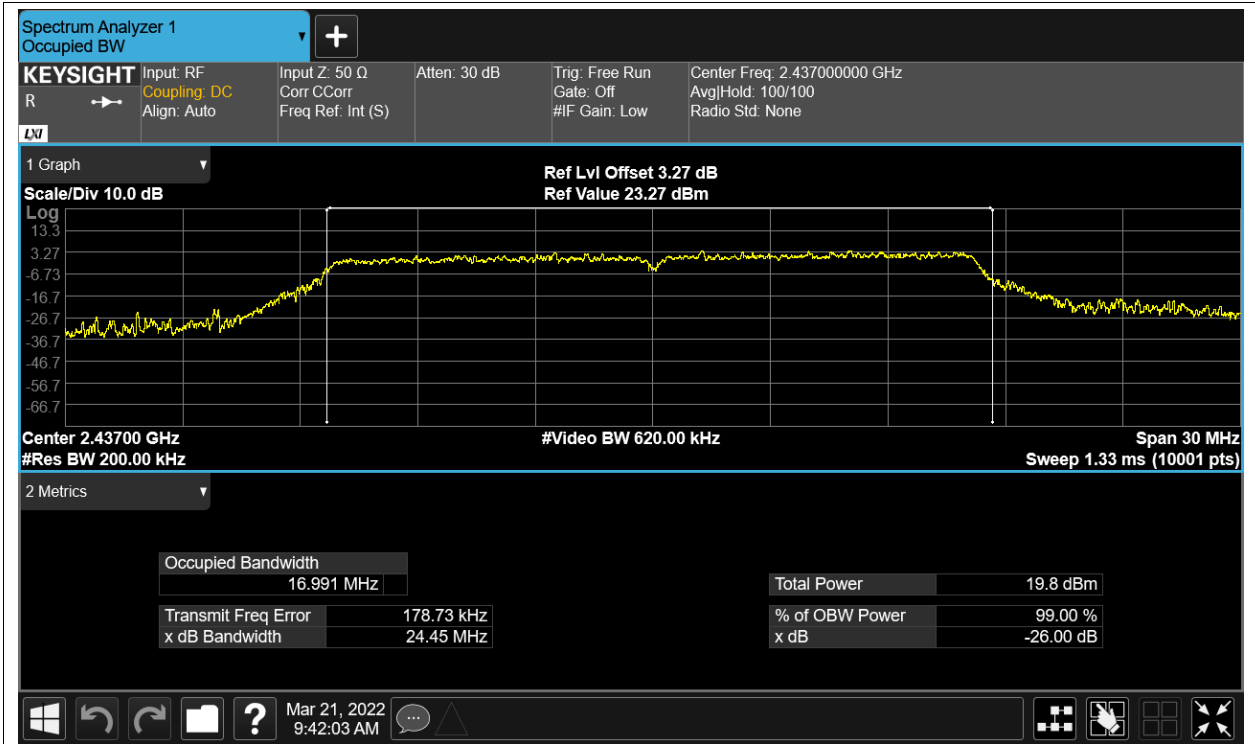 Spectrum Analyzer 1
Occupied BW
KEYSIGHT
R
LXI
Input: RF
Coupling: DC
Align: Auto
Input Z: 50 Ω
Corr CCorr
Freq Ref: Int (S)
Atten: 30 dB
Trig: Free Run
Gate: Off
#IF Gain: Low
Center Freq: 2.437000000 GHz
Avg|Hold: 100/100
Radio Std: None
1 Graph
Ref Lvl Offset 3.27 dB
Scale/Div 10.0 dB
Ref Value 23.27 dBm
Log
13.3
3.27
-6.73
-16.7
-26.7
-36.7
-46.7
-56.7
-66.7
Center 2.43700 GHz
#Video BW 620.00 kHz
Span 30 MHz
#Res BW 200.00 kHz
Sweep 1.33 ms (10001 pts)
2 Metrics
Occupied Bandwidth
16.991 MHz
Total Power 19.8 dBm
Transmit Freq Error 178.73 kHz
% of OBW Power 99.00 %
x dB Bandwidth 24.45 MHz
x dB -26.00 dB
?
Mar 21, 2022
9:42:03 AM